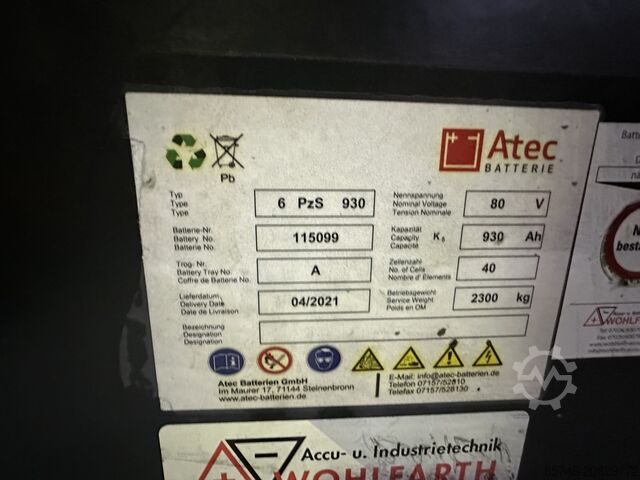 Atec
BATTERIE
Pb
Typ
Type
Type
6 PzS 930
Nennspannung
Nominal Voltage
Tension Nominale
80 V
Batterie-Nr.
Battery No.
Batterie No.
115099
Kapazität
Capacity
Capacité
K₅
930 Ah
Trog- Nr.
Battery Tray No.
Coffre de Batterie No.
A
Zellenzahl
No. of Cells
Nombre d' Elements
40
Lieferdatum
Delivery Date
Date de Livraison
04/2021
Betriebsgewicht
Service Weight
Poids en OM
2300 kg
Bezeichnung
Designation
Designation
Atec Batterien GmbH
Im Maurer 17, 71144 Steinenbronn
www.atec-batterien.de
E-Mail: info@atec-batterien.de
Telefon 07157/52810
Telefax 07157/528130
Accu- u. Industrietechnik
WOHLFARTH
Batt
WOHLFARTH